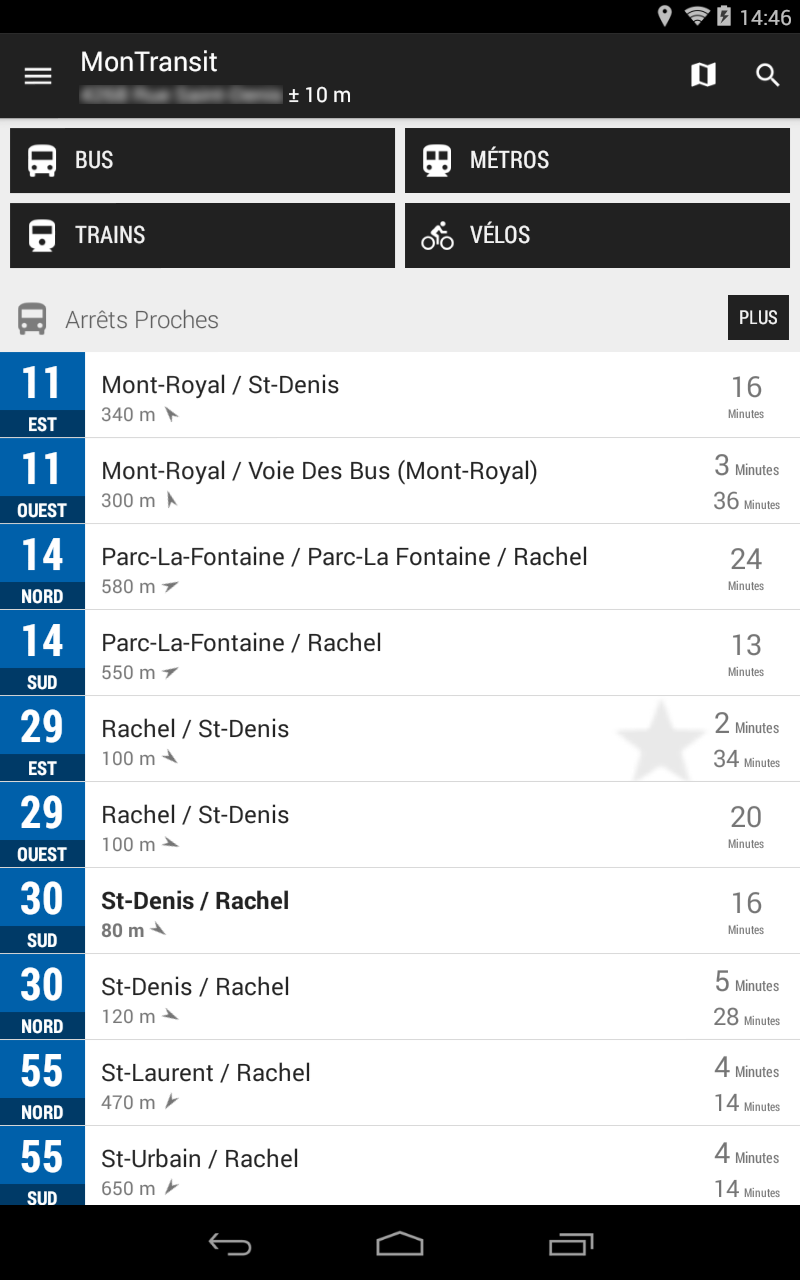 14:46
MonTransit
± 10 m
BUS
MÉTROS
TRAINS
VÉLOS
Arrêts Proches
PLUS
11
EST
Mont-Royal / St-Denis
340 m
16
Minutes
11
OUEST
Mont-Royal / Voie Des Bus (Mont-Royal)
300 m
3 Minutes
36 Minutes
14
NORD
Parc-La-Fontaine / Parc-La Fontaine / Rachel
580 m
24
Minutes
14
SUD
Parc-La-Fontaine / Rachel
550 m
13
Minutes
29
EST
Rachel / St-Denis
100 m
2 Minutes
34 Minutes
29
OUEST
Rachel / St-Denis
100 m
20
Minutes
30
SUD
St-Denis / Rachel
80 m
16
Minutes
30
NORD
St-Denis / Rachel
120 m
5 Minutes
28 Minutes
55
NORD
St-Laurent / Rachel
470 m
4 Minutes
14 Minutes
55
SUD
St-Urbain / Rachel
650 m
4 Minutes
14 Minutes